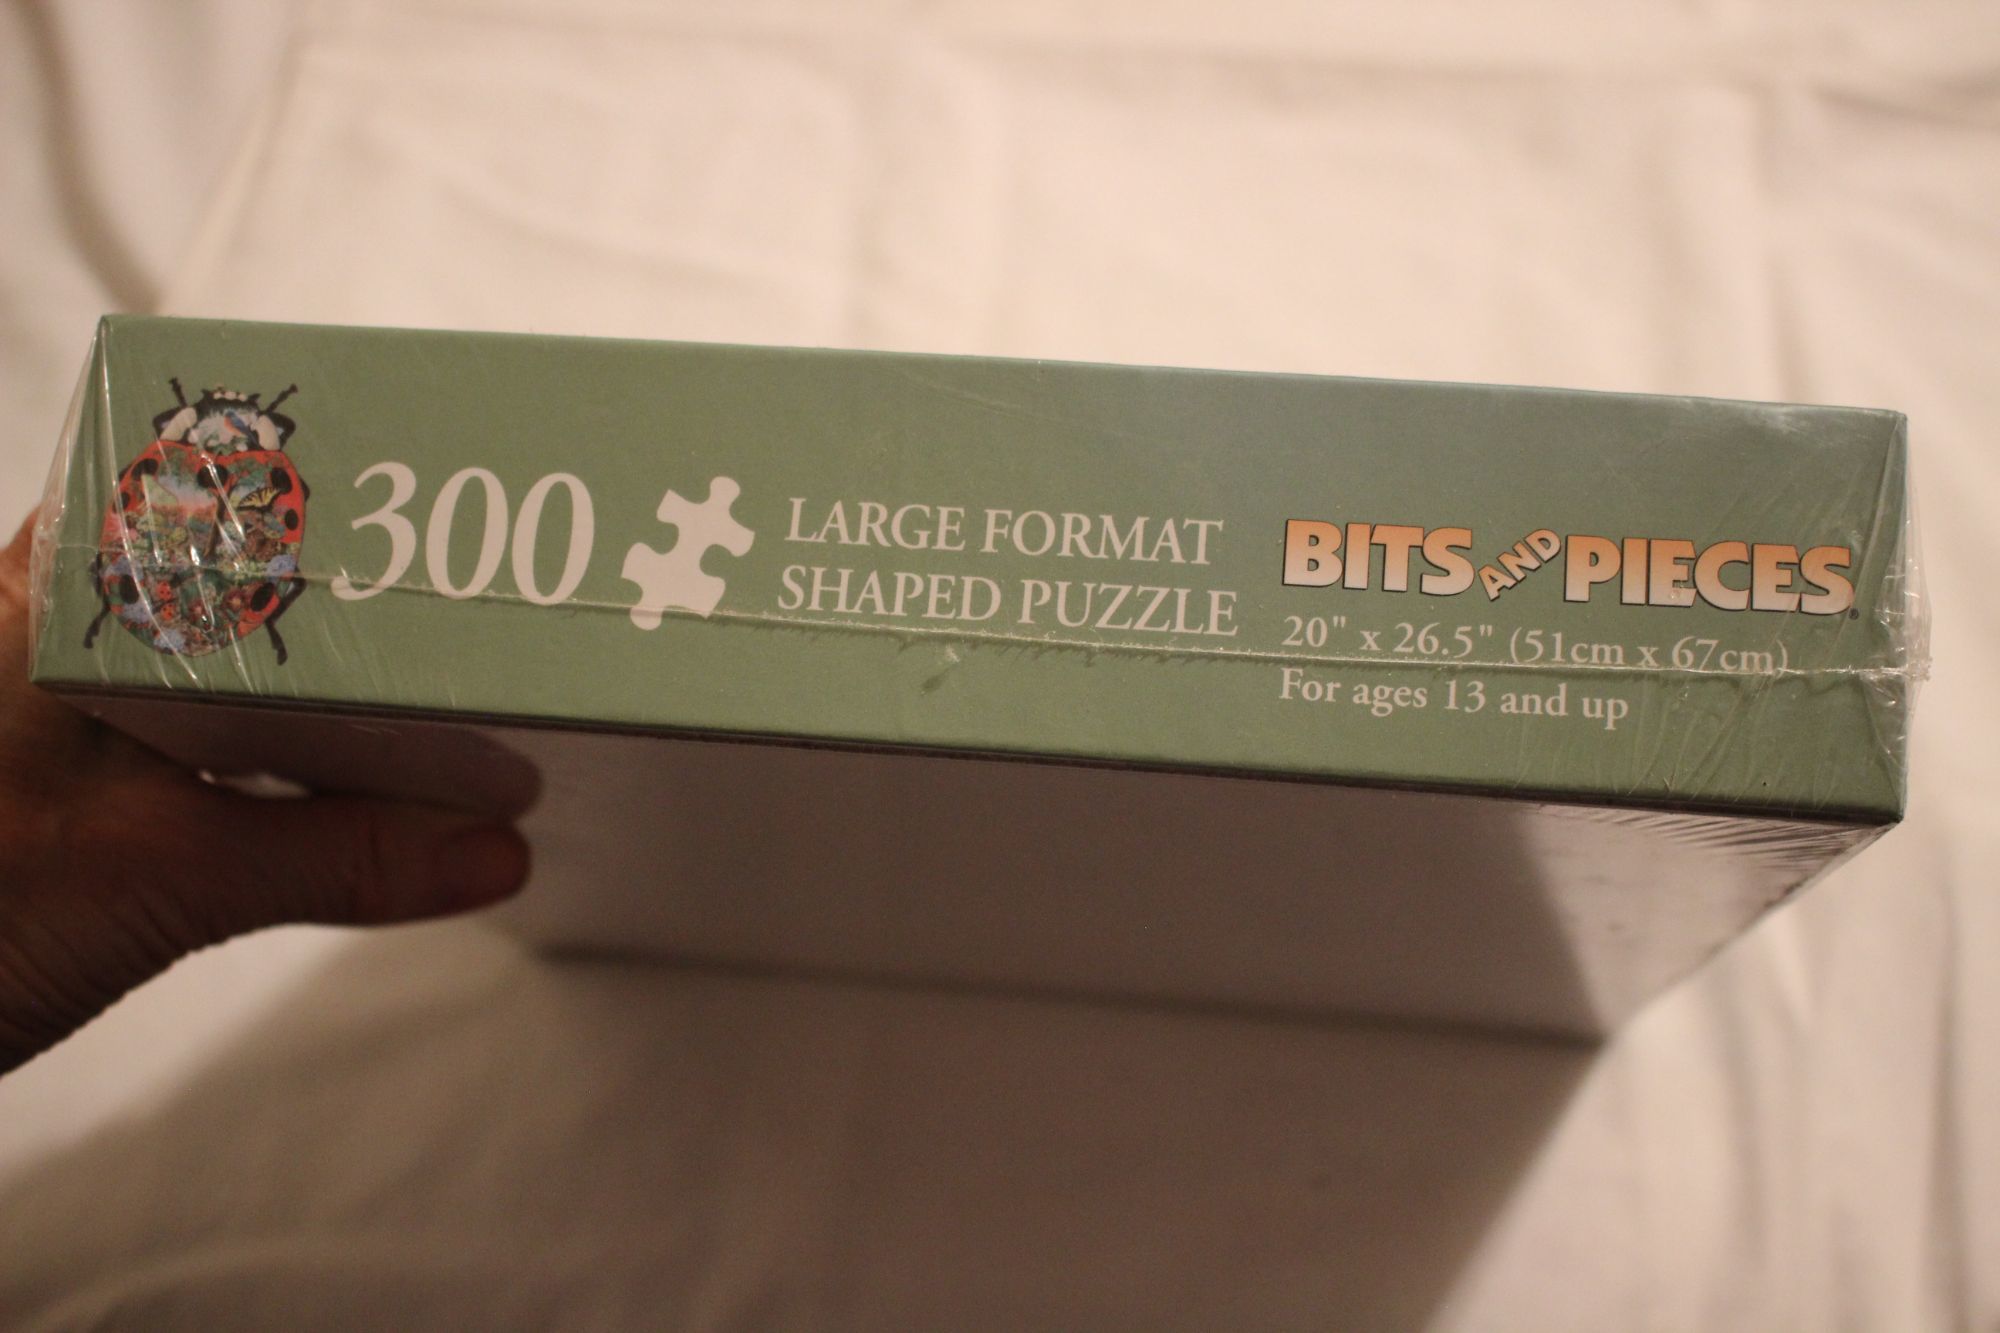 300
LARGE FORMAT
SHAPED PUZZLE
BITS AND PIECES®
20" x 26.5" (51cm x 67cm)
For ages 13 and up